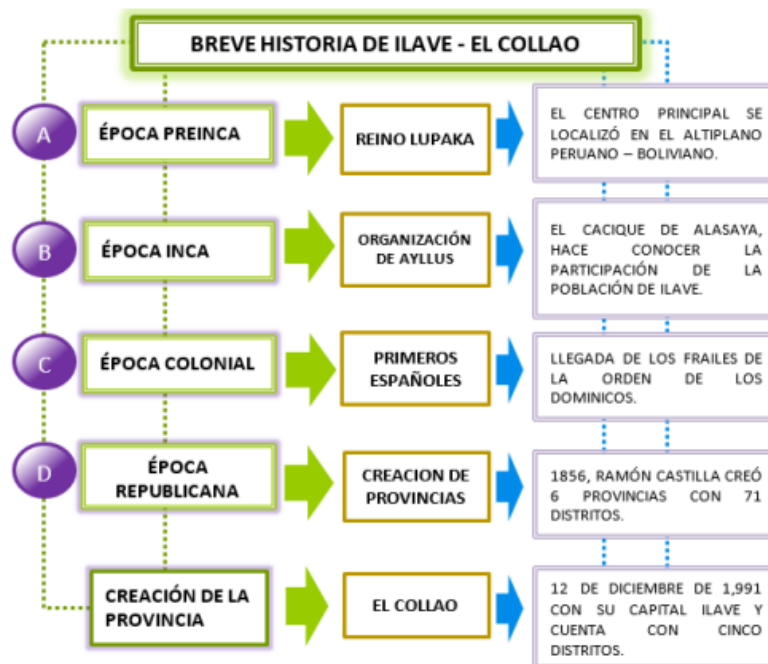 BREVE HISTORIA DE ILAVE - EL COLLAO
A
ÉPOCA PREINCA
REINO LUPAKA
EL CENTRO PRINCIPAL SE
LOCALIZÓ EN EL ALTIPLANO
PERUANO – BOLIVIANO.
B
ÉPOCA INCA
ORGANIZACIÓN
DE AYLLUS
EL CACIQUE DE ALASAYA,
HACE CONOCER LA
PARTICIPACIÓN DE LA
POBLACIÓN DE ILAVE.
C
ÉPOCA COLONIAL
PRIMEROS
ESPAÑOLES
LLEGADA DE LOS FRAILES DE
LA ORDEN DE LOS
DOMINICOS.
D
ÉPOCA
REPUBLICANA
CREACION DE
PROVINCIAS
1856, RAMÓN CASTILLA CREÓ
6 PROVINCIAS CON 71
DISTRITOS.
CREACIÓN DE LA
PROVINCIA
EL COLLAO
12 DE DICIEMBRE DE 1,991
CON SU CAPITAL ILAVE Y
CUENTA CON CINCO
DISTRITOS.